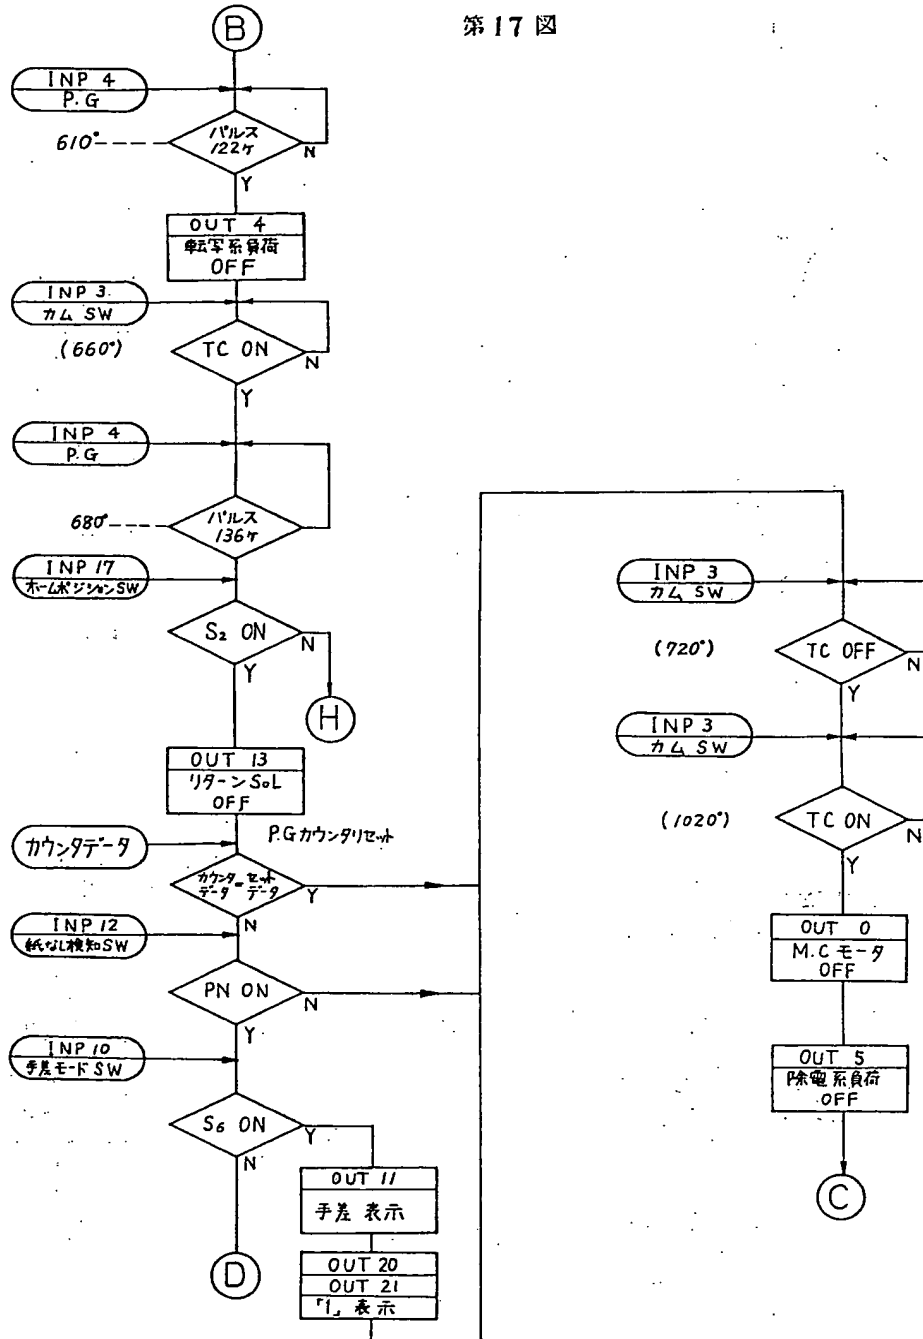 第17図
B
INP 4
P.G
610°
パルス
122ケ
N
Y
OUT 4
転写系負荷
OFF
INP 3
カム SW
(660°)
TC ON
N
Y
INP 4
P.G
680°
パルス
136ケ
INP 17
ホームポジションSW
S₂ ON
N
Y
H
OUT 13
リターンSoL
OFF
P.Gカウンタリセット
カウンタデータ
カウンタ=セット
データ データ
Y
N
INP 12
紙なし検知SW
PN ON
N
Y
INP 10
手差モードSW
S₆ ON
Y
N
OUT 11
手差 表示
D
OUT 20
OUT 21
「1」表示
INP 3
カム SW
(720°)
TC OFF
N
Y
INP 3
カム SW
(1020°)
TC ON
N
Y
OUT 0
M.Cモータ
OFF
OUT 5
除電系負荷
OFF
C